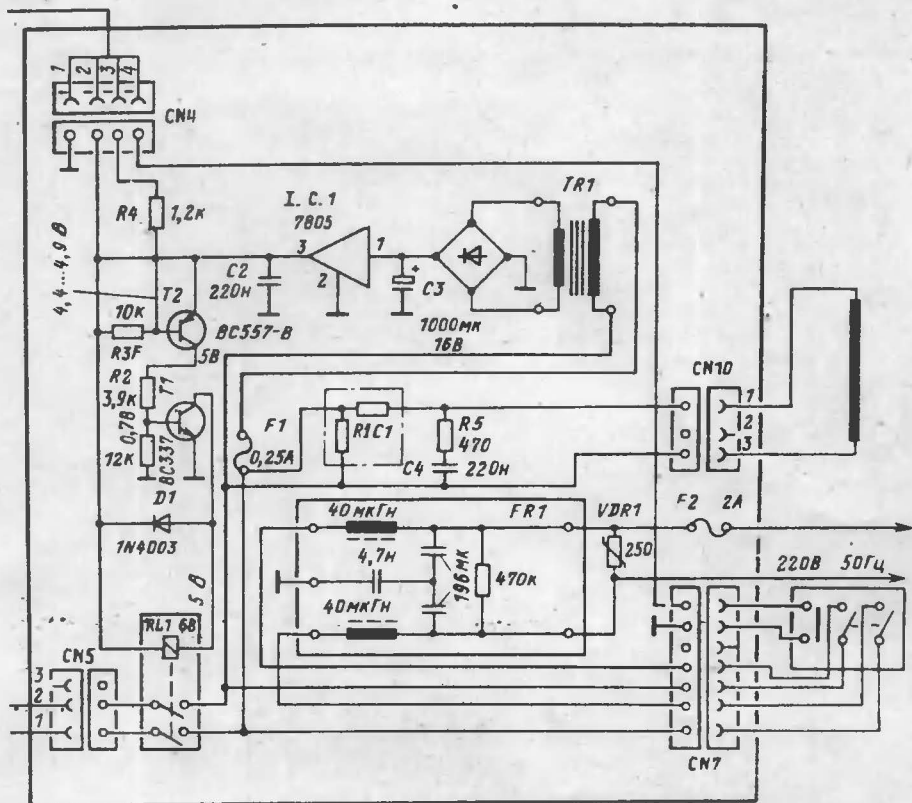 1 2 3 4
CN4
R4
1,2к
4,4...4,9 В
I. C. 1
7805
3
1
2
C2
220н
C3
+
1000мк
16В
TR1
T2
10к
R3F
BC557-B
5В
R2
3,9к
0,7В
T1
12к
BC337
F1
0,25А
R1C1
R5
470
C4
220н
CN10
1
2
3
D1
1N4003
5 В
RL1 6В
40мкГн
4,7н
40мкГн
FR1
470к
VDR1
250
F2
2А
220В 50Гц
CN5
3
2
1
CN7